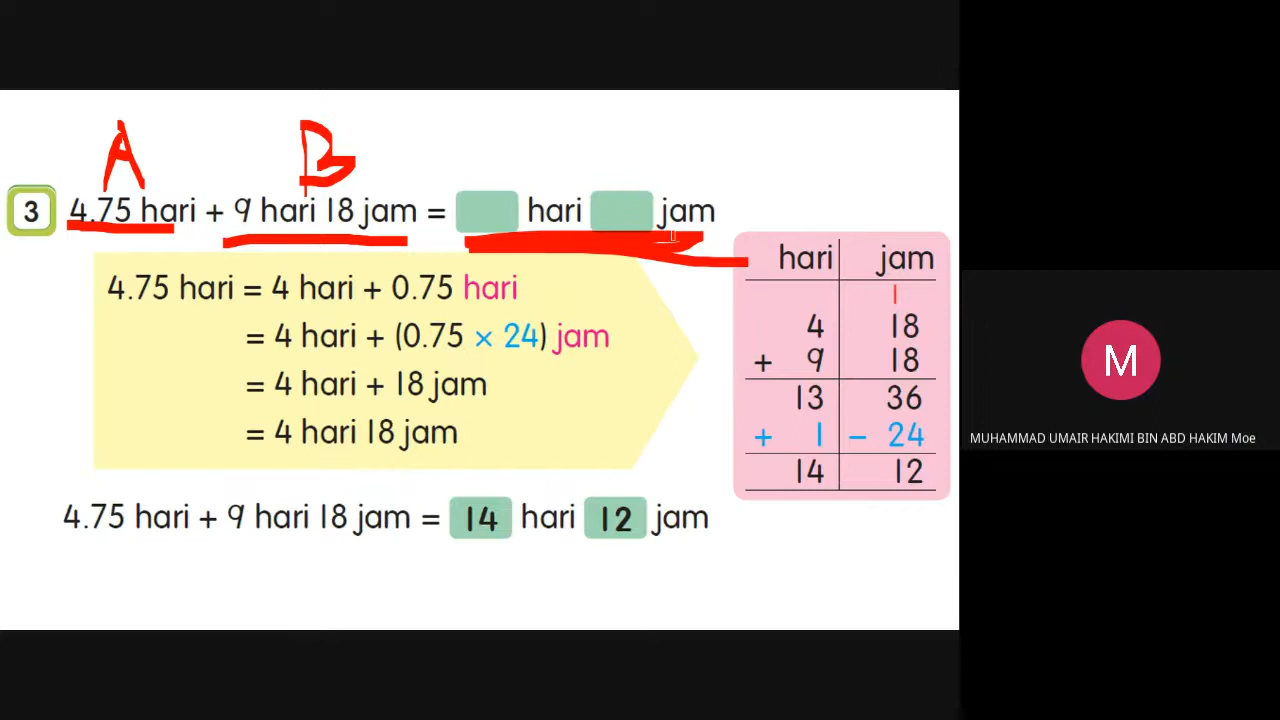 A B
3 4.75 hari + 9 hari 18 jam = hari jam
4.75 hari = 4 hari + 0.75 hari
= 4 hari + (0.75 × 24) jam
= 4 hari + 18 jam
= 4 hari 18 jam
hari jam
1
4 18
+ 9 18
13 36
+ 1 − 24
14 12
4.75 hari + 9 hari 18 jam = 14 hari 12 jam
M
MUHAMMAD UMAIR HAKIMI BIN ABD HAKIM Moe